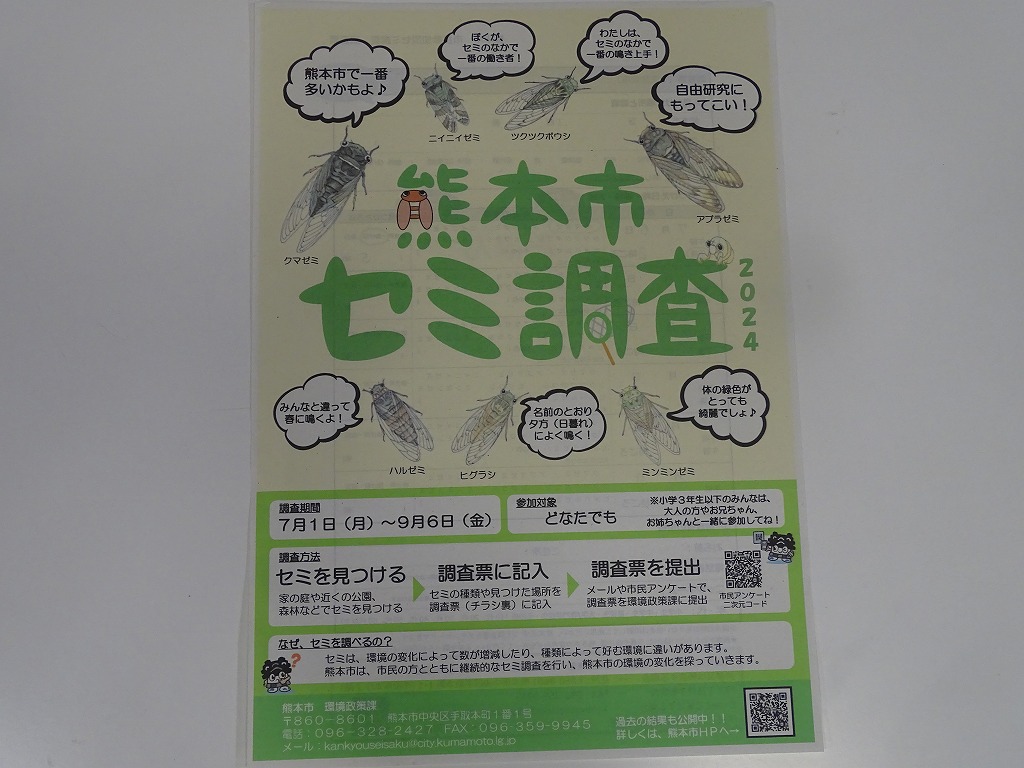 ぼくが、
セミのなかで
一番の働き者！
わたしは、
セミのなかで
一番の鳴き上手！
熊本市で一番
多いかもよ♪
自由研究に
もってこい！
ニイニイゼミ
ツクツクボウシ
アブラゼミ
クマゼミ
熊本市
セミ調査
2024
みんなと違って
春に鳴くよ！
名前のとおり
夕方（日暮れ）
によく鳴く！
体の緑色が
とっても
綺麗でしょ♪
ハルゼミ
ヒグラシ
ミンミンゼミ
調査期間
7月1日（月）～9月6日（金）
参加対象
どなたでも
※小学3年生以下のみんなは、
大人の方やお兄ちゃん、
お姉ちゃんと一緒に参加してね！
調査方法
セミを見つける
家の庭や近くの公園、
森林などでセミを見つける
調査票に記入
セミの種類や見つけた場所を
調査票（チラシ裏）に記入
調査票を提出
メールや市民アンケートで、
調査票を環境政策課に提出
市民アンケート
二次元コード
なぜ、セミを調べるの？
セミは、環境の変化によって数が増減したり、種類によって好む環境に違いがあります。
熊本市は、市民の方とともに継続的なセミ調査を行い、熊本市の環境の変化を探っていきます。
?
熊本市　環境政策課
〒860-8601　熊本市中央区手取本町1番1号
電話：096-328-2427　FAX：096-359-9945
メール：kankyouseisaku@city.kumamoto.lg.jp
過去の結果も公開中！！
詳しくは、熊本市HPへ→